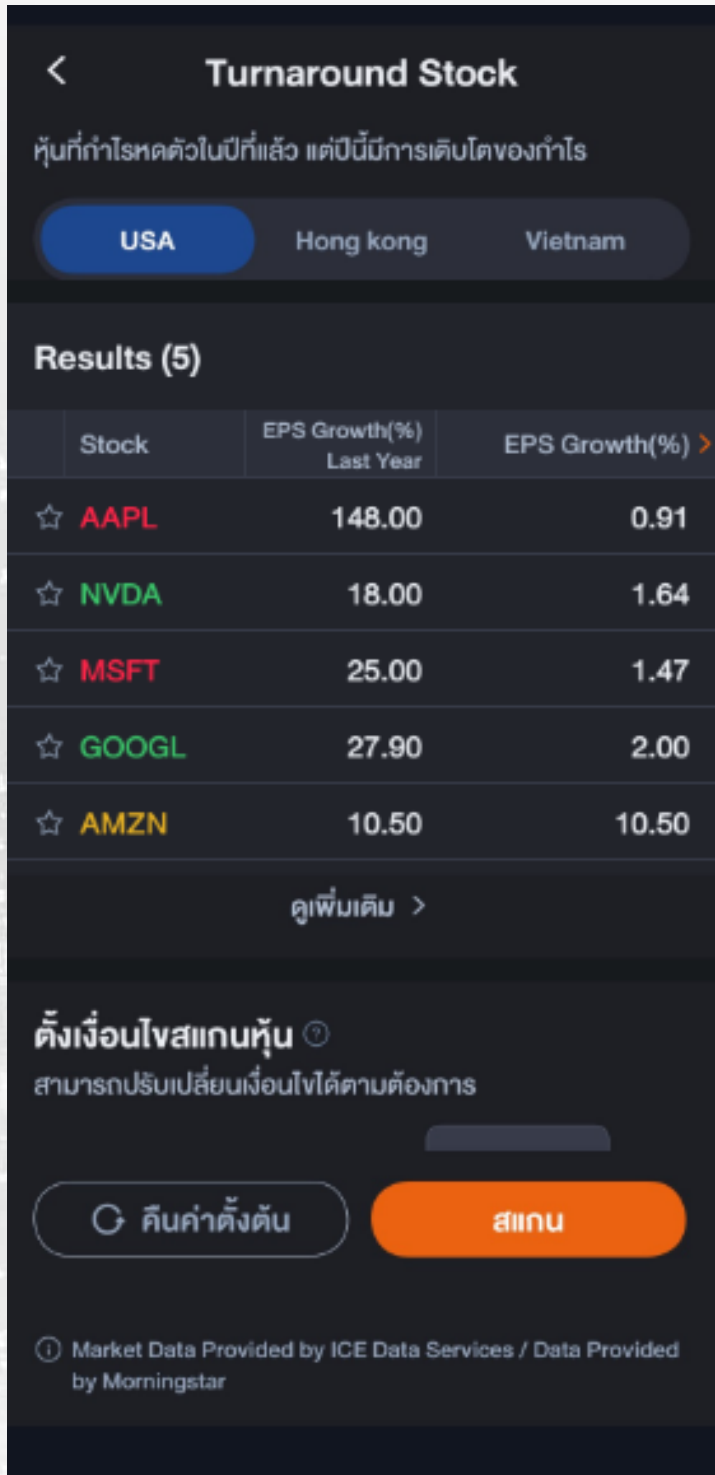 Turnaround Stock
หุ้นที่กำไรหดตัวในปีที่แล้ว แต่ปีนี้มีการเติบโตของกำไร
USA Hong kong Vietnam
Results (5)
Stock EPS Growth(%) Last Year EPS Growth(%) >
AAPL 148.00 0.91
NVDA 18.00 1.64
MSFT 25.00 1.47
GOOGL 27.90 2.00
AMZN 10.50 10.50
ดูเพิ่มเติม >
ตั้งเงื่อนไขสแกนหุ้น
สามารถปรับเปลี่ยนเงื่อนไขได้ตามต้องการ
คืนค่าตั้งต้น สแกน
Market Data Provided by ICE Data Services / Data Provided
by Morningstar